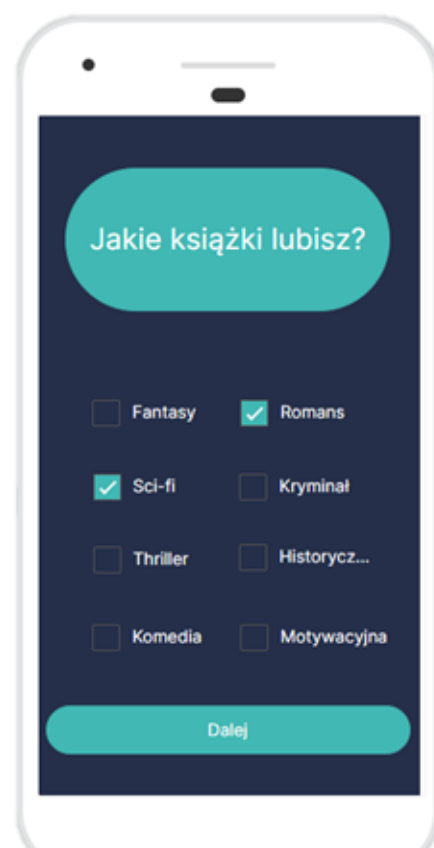 Jakie książki lubisz?
Fantasy
Romans
Sci-fi
Kryminał
Thriller
Historycz...
Komedia
Motywacyjna
Dalej